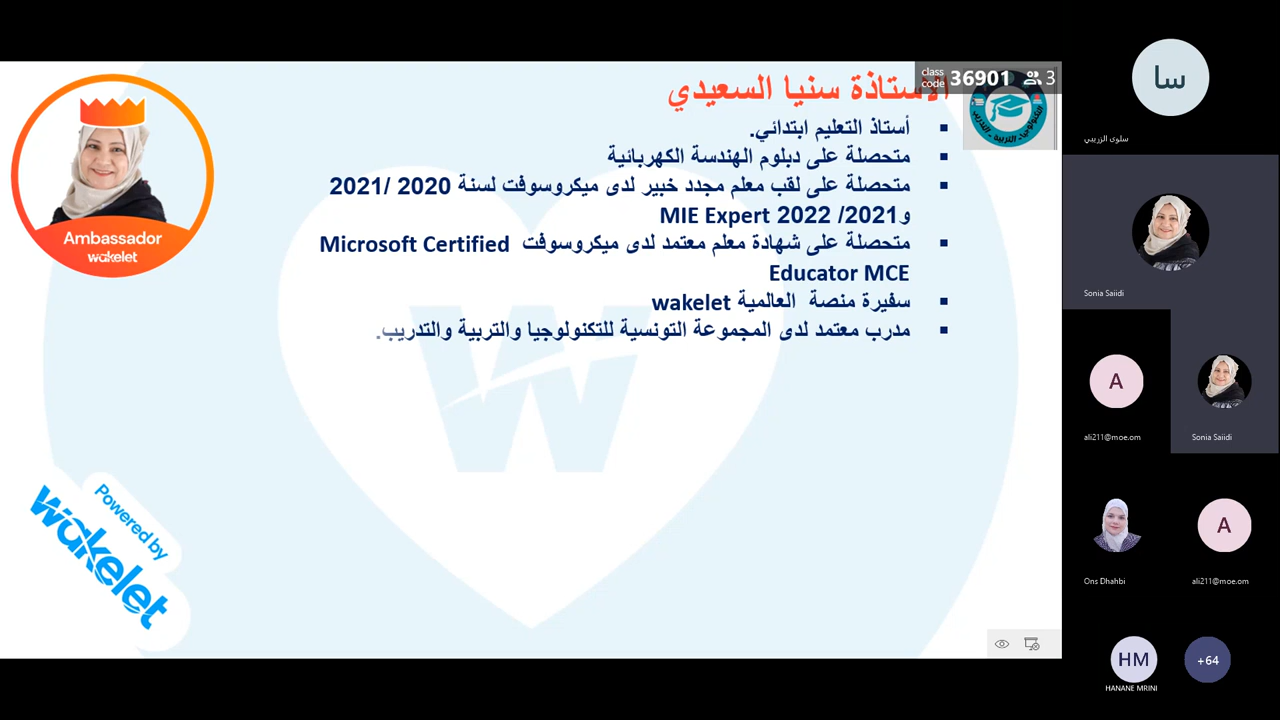 class code 36901 3
الأستاذة سنيا السعيدي
أستاذ التعليم ابتدائي.
متحصلة على دبلوم الهندسة الكهربائية
متحصلة على لقب معلم مجدد خبير لدى ميكروسوفت لسنة 2020 /2021
و2021/ 2022 MIE Expert
متحصلة على شهادة معلم معتمد لدى ميكروسوفت Microsoft Certified
Educator MCE
سفيرة منصة العالمية wakelet
مدرب معتمد لدى المجموعة التونسية للتكنولوجيا والتربية والتدريب.
Ambassador
wakelet
Powered by
wakelet
سا
سلوى الزريبي
Sonia Saiidi
A
ali211@moe.om
Sonia Saiidi
Ons Dhahbi
A
ali211@moe.om
HM
HANANE MRINI
+64